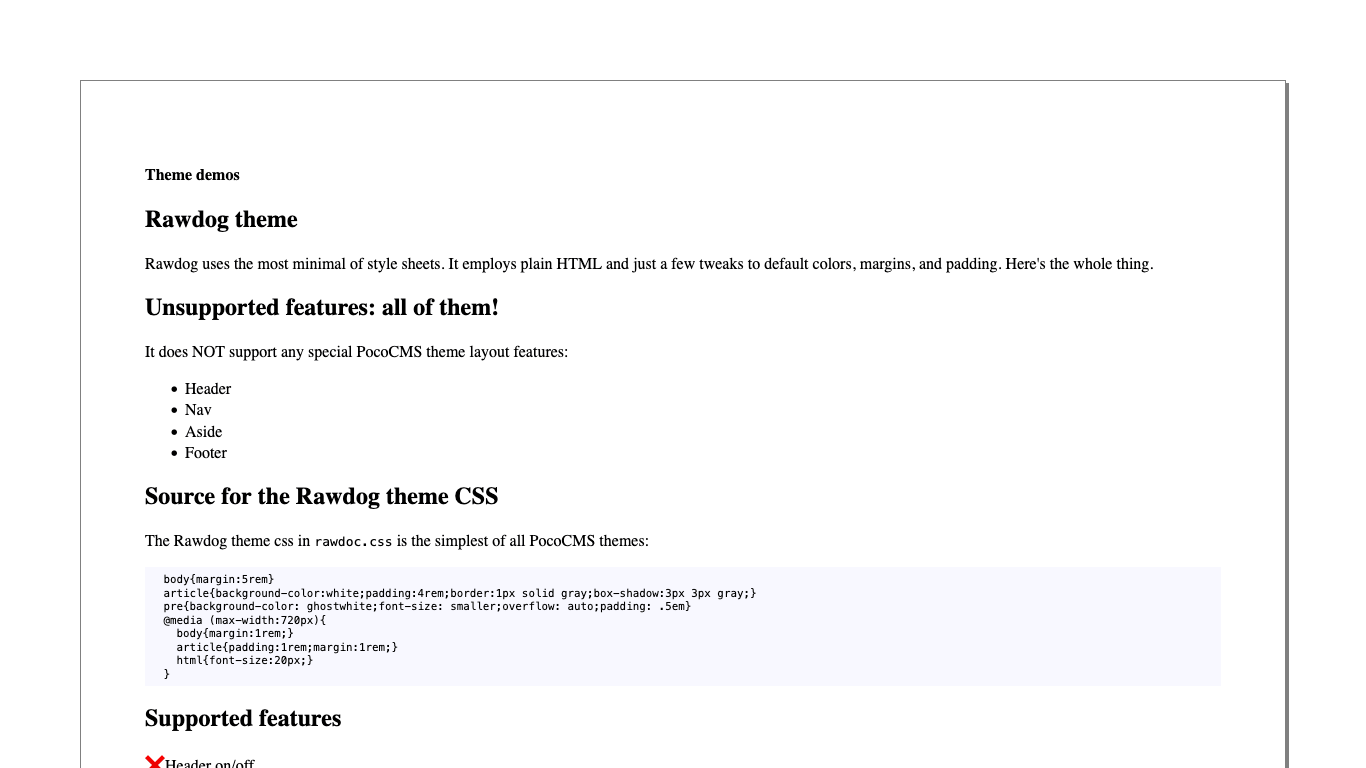 Theme demos
Rawdog theme
Rawdog uses the most minimal of style sheets. It employs plain HTML and just a few tweaks to default colors, margins, and padding. Here's the whole thing.
Unsupported features: all of them!
It does NOT support any special PocoCMS theme layout features:
• Header
• Nav
• Aside
• Footer
Source for the Rawdog theme CSS
The Rawdog theme css in rawdoc.css is the simplest of all PocoCMS themes:
body{margin:5rem}
article{background-color:white;padding:4rem;border:1px solid gray;box-shadow:3px 3px gray;}
pre{background-color: ghostwhite;font-size: smaller;overflow: auto;padding: .5em}
@media (max-width:720px){
  body{margin:1rem;}
  article{padding:1rem;margin:1rem;}
  html{font-size:20px;}
}
Supported features
❌Header on/off